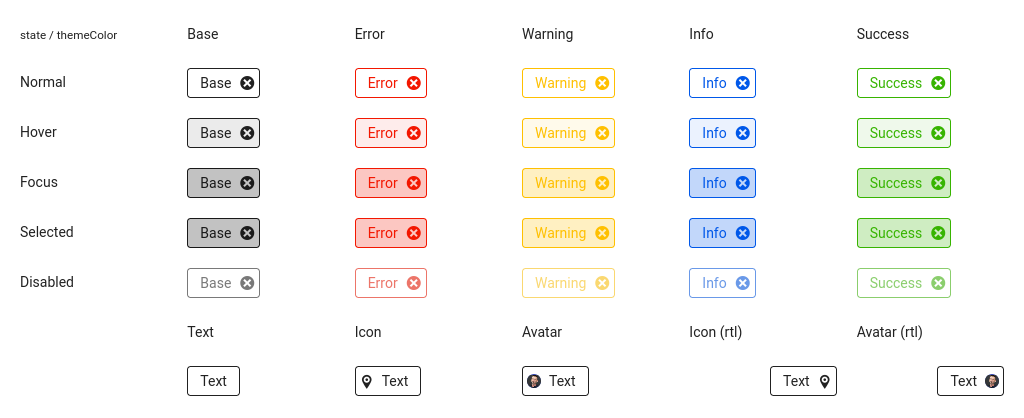 state / themeColor Base Error Warning Info Success
Normal Base Error Warning Info Success
Hover Base Error Warning Info Success
Focus Base Error Warning Info Success
Selected Base Error Warning Info Success
Disabled Base Error Warning Info Success
Text Icon Avatar Icon (rtl) Avatar (rtl)
Text Text Text Text Text